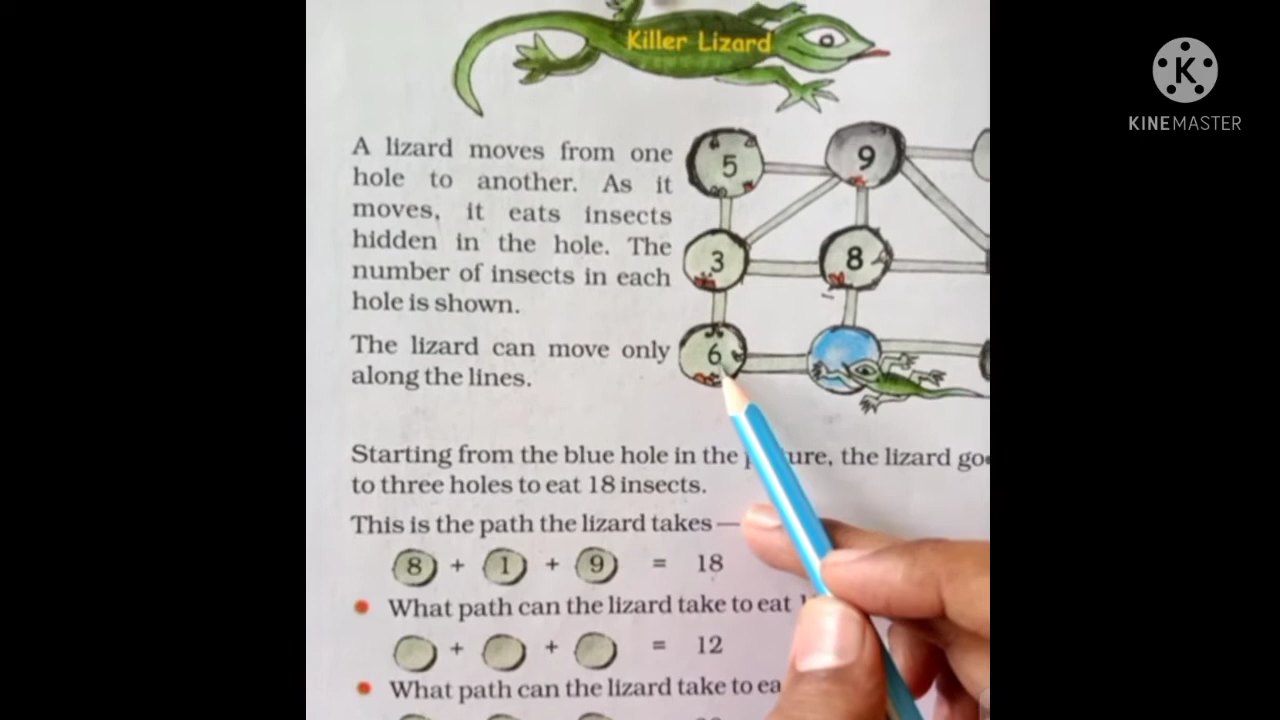 Killer Lizard
KINEMASTER
A lizard moves from one
hole to another. As it
moves, it eats insects
hidden in the hole. The
number of insects in each
hole is shown.
The lizard can move only
along the lines.
5
9
3
8
6
Starting from the blue hole in the the lizard
to three holes to eat 18 insects.
This is the path the lizard takes —
8 + 1 + 9 = 18
• What path can the lizard take to eat
+ + = 12
• What path can the lizard take to